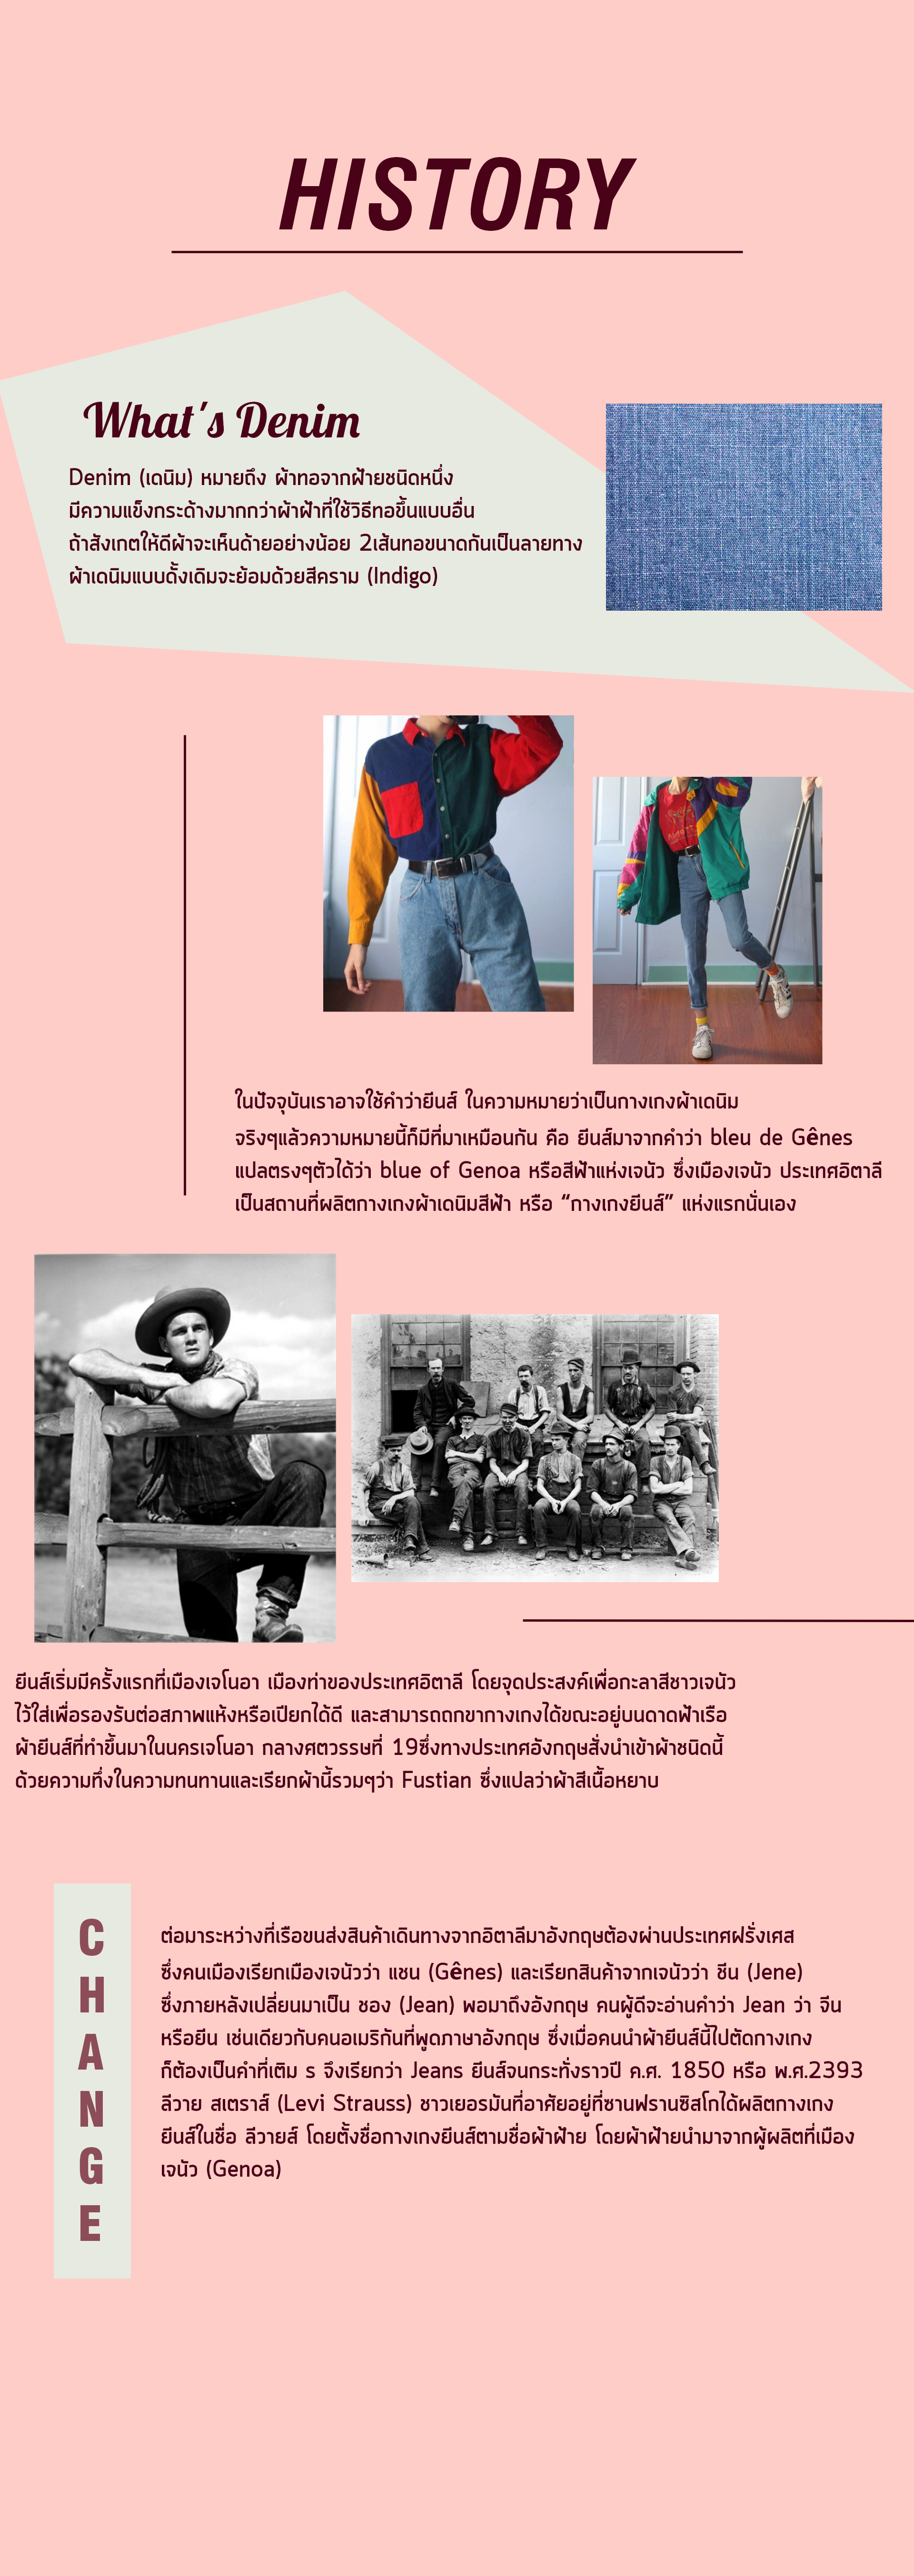 HISTORY
What's Denim
Denim (เดนิม) หมายถึง ผ้าทอจากฝ้ายชนิดหนึ่ง
มีความแข็งกระด้างมากกว่าผ้าฝ้าที่ใช้วิธีทอขึ้นแบบอื่น
ถ้าสังเกตให้ดีผ้าจะเห็นด้ายอย่างน้อย 2เส้นทอขนาดกันเป็นลายทาง
ผ้าเดนิมแบบดั้งเดิมจะย้อมด้วยสีคราม (Indigo)
ในปัจจุบันเราอาจใช้คำว่ายีนส์ ในความหมายว่าเป็นกางเกงผ้าเดนิม
จริงๆแล้วความหมายนี้ก็มีที่มาเหมือนกัน คือ ยีนส์มาจากคำว่า bleu de Gênes
แปลตรงๆตัวได้ว่า blue of Genoa หรือสีฟ้าแห่งเจนัว ซึ่งเมืองเจนัว ประเทศอิตาลี
เป็นสถานที่ผลิตกางเกงผ้าเดนิมสีฟ้า หรือ “กางเกงยีนส์” แห่งแรกนั่นเอง
ยีนส์เริ่มมีครั้งแรกที่เมืองเจโนอา เมืองท่าของประเทศอิตาลี โดยจุดประสงค์เพื่อกะลาสีชาวเจนัว
ไว้ใส่เพื่อรองรับต่อสภาพแห้งหรือเปียกได้ดี และสามารถถกขากางเกงได้ขณะอยู่บนดาดฟ้าเรือ
ผ้ายีนส์ที่ทำขึ้นมาในนครเจโนอา กลางศตวรรษที่ 19ซึ่งทางประเทศอังกฤษสั่งนำเข้าผ้าชนิดนี้
ด้วยความทึ่งในความทนทานและเรียกผ้านี้รวมๆว่า Fustian ซึ่งแปลว่าผ้าสีเนื้อหยาบ
CHANGE
ต่อมาระหว่างที่เรือขนส่งสินค้าเดินทางจากอิตาลีมาอังกฤษต้องผ่านประเทศฝรั่งเศส
ซึ่งคนเมืองเรียกเมืองเจนัวว่า แชน (Gênes) และเรียกสินค้าจากเจนัวว่า ชีน (Jene)
ซึ่งภายหลังเปลี่ยนมาเป็น ชอง (Jean) พอมาถึงอังกฤษ คนผู้ดีจะอ่านคำว่า Jean ว่า จีน
หรือยีน เช่นเดียวกับคนอเมริกันที่พูดภาษาอังกฤษ ซึ่งเมื่อคนนำผ้ายีนส์นี้ไปตัดกางเกง
ก็ต้องเป็นคำที่เติม s จึงเรียกว่า Jeans ยีนส์จนกระทั่งราวปี ค.ศ. 1850 หรือ พ.ศ.2393
ลีวาย สเตราส์ (Levi Strauss) ชาวเยอรมันที่อาศัยอยู่ที่ซานฟรานซิสโกได้ผลิตกางเกง
ยีนส์ในชื่อ ลีวายส์ โดยตั้งชื่อกางเกงยีนส์ตามชื่อผ้าฝ้าย โดยผ้าฝ้ายนำมาจากผู้ผลิตที่เมือง
เจนัว (Genoa)